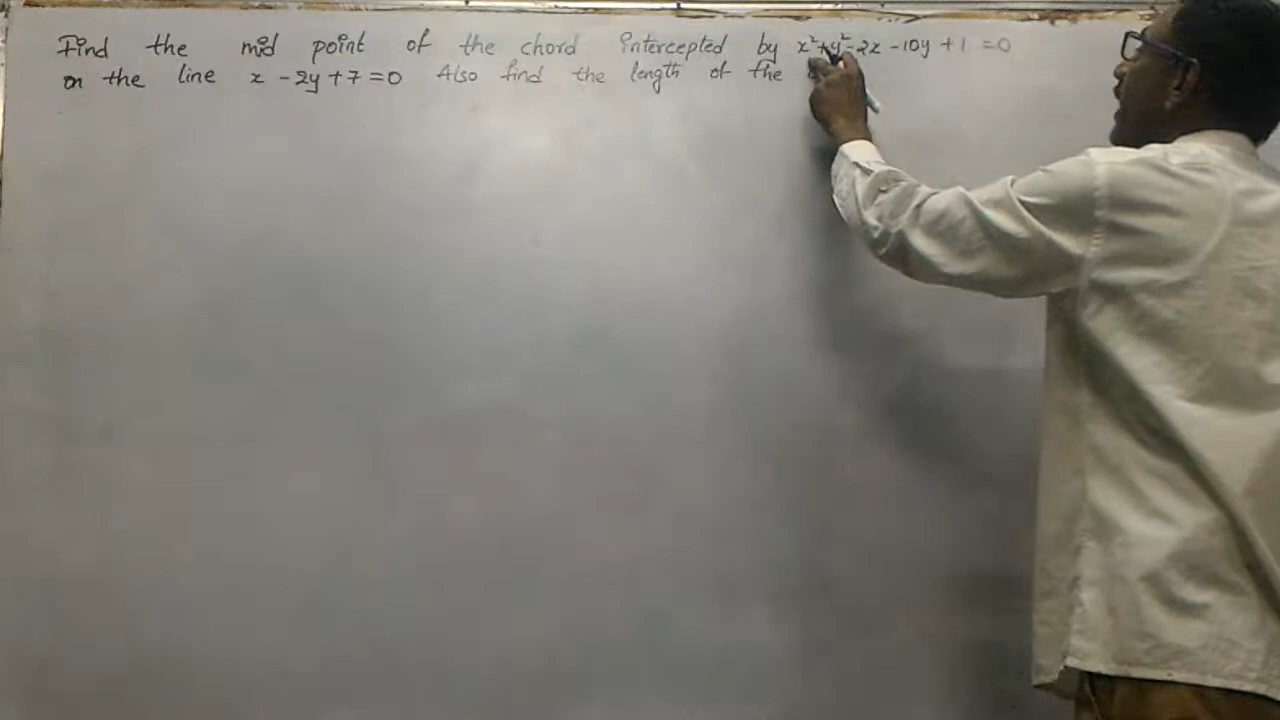 Find the mid point of the chord intercepted by x²+y²-2x-10y+1=0
on the line x-2y+7=0 Also find the length of the